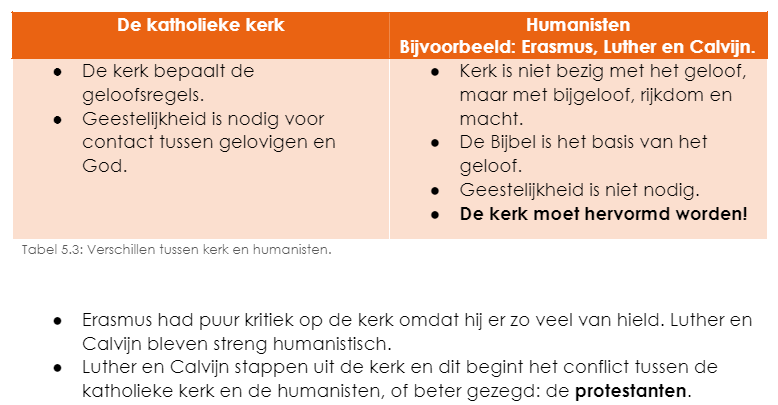 De katholieke kerk
Humanisten
Bijvoorbeeld: Erasmus, Luther en Calvijn.
● De kerk bepaalt de
geloofsregels.
● Geestelijkheid is nodig voor
contact tussen gelovigen en
God.
● Kerk is niet bezig met het geloof,
maar met bijgeloof, rijkdom en
macht.
● De Bijbel is het basis van het
geloof.
● Geestelijkheid is niet nodig.
● De kerk moet hervormd worden!
Tabel 5.3: Verschillen tussen kerk en humanisten.
● Erasmus had puur kritiek op de kerk omdat hij er zo veel van hield. Luther en
Calvijn bleven streng humanistisch.
● Luther en Calvijn stappen uit de kerk en dit begint het conflict tussen de
katholieke kerk en de humanisten, of beter gezegd: de protestanten.